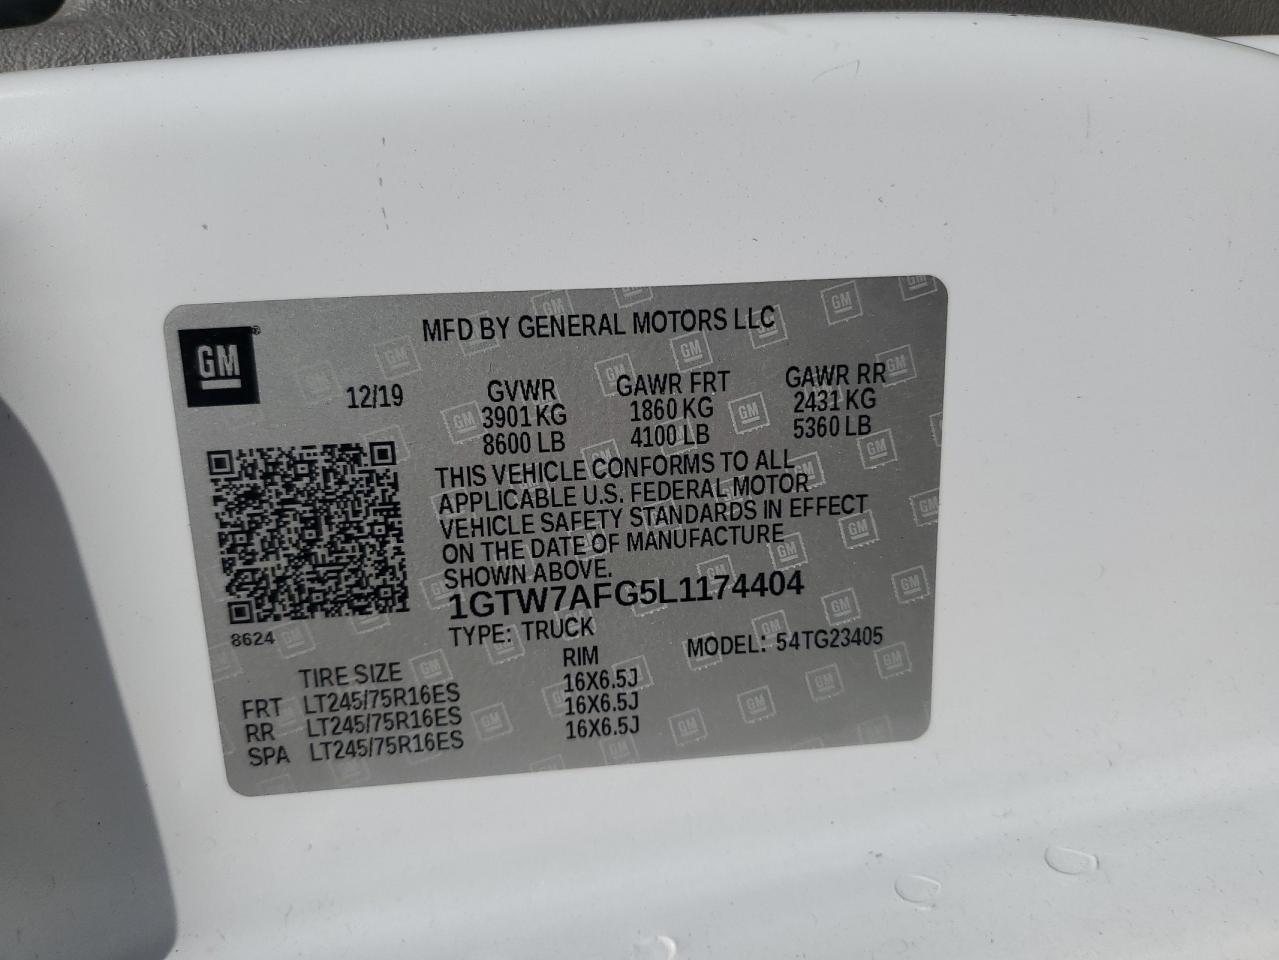 MFD BY GENERAL MOTORS LLC
GM
12/19
GVWR GAWR FRT GAWR RR
3901 KG 1860 KG 2431 KG
8600 LB 4100 LB 5360 LB
THIS VEHICLE CONFORMS TO ALL
APPLICABLE U.S. FEDERAL MOTOR
VEHICLE SAFETY STANDARDS IN EFFECT
ON THE DATE OF MANUFACTURE
SHOWN ABOVE.
1GTW7AFG5L1174404
8624
TYPE: TRUCK MODEL: 54TG23405
TIRE SIZE RIM
FRT LT245/75R16ES 16X6.5J
RR LT245/75R16ES 16X6.5J
SPA LT245/75R16ES 16X6.5J